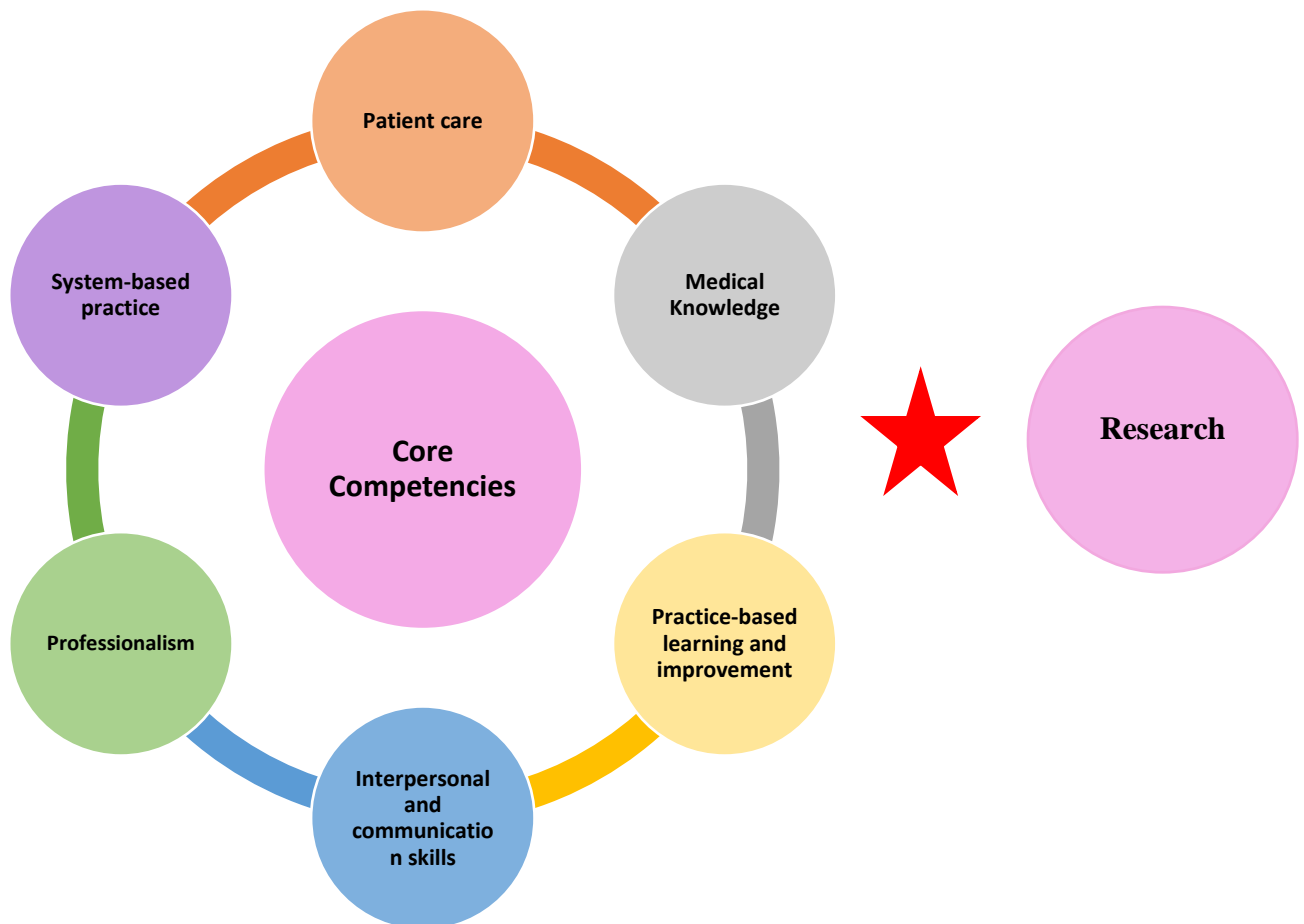 Patient care
System-based
practice
Medical
Knowledge
Core
Competencies
Research
Professionalism
Practice-based
learning and
improvement
Interpersonal
and
communicatio
n skills